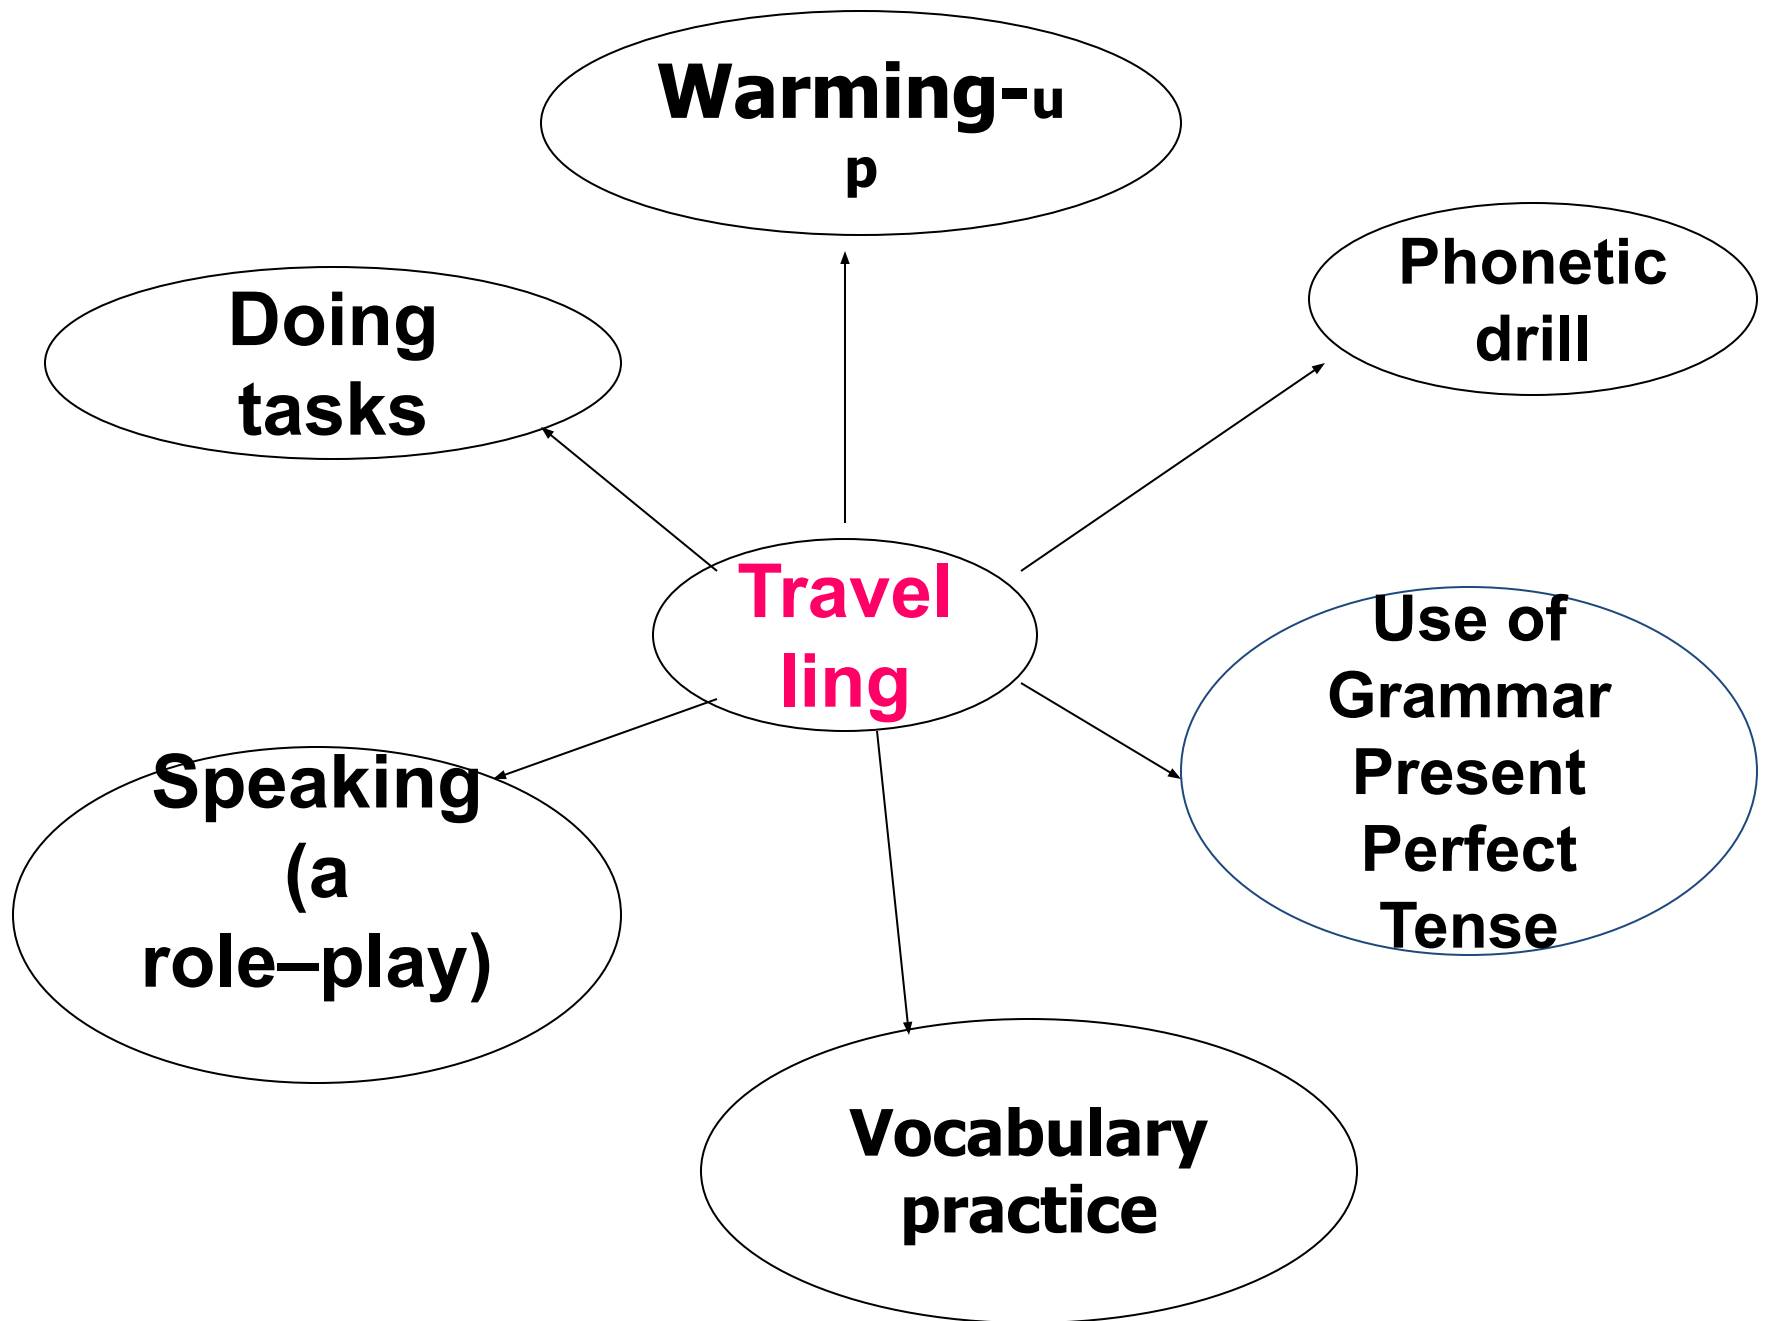 Warming-u
p
Phonetic
drill
Doing
tasks
Travel
ling
Use of
Grammar
Present
Perfect
Tense
Speaking
(a
role–play)
Vocabulary
practice